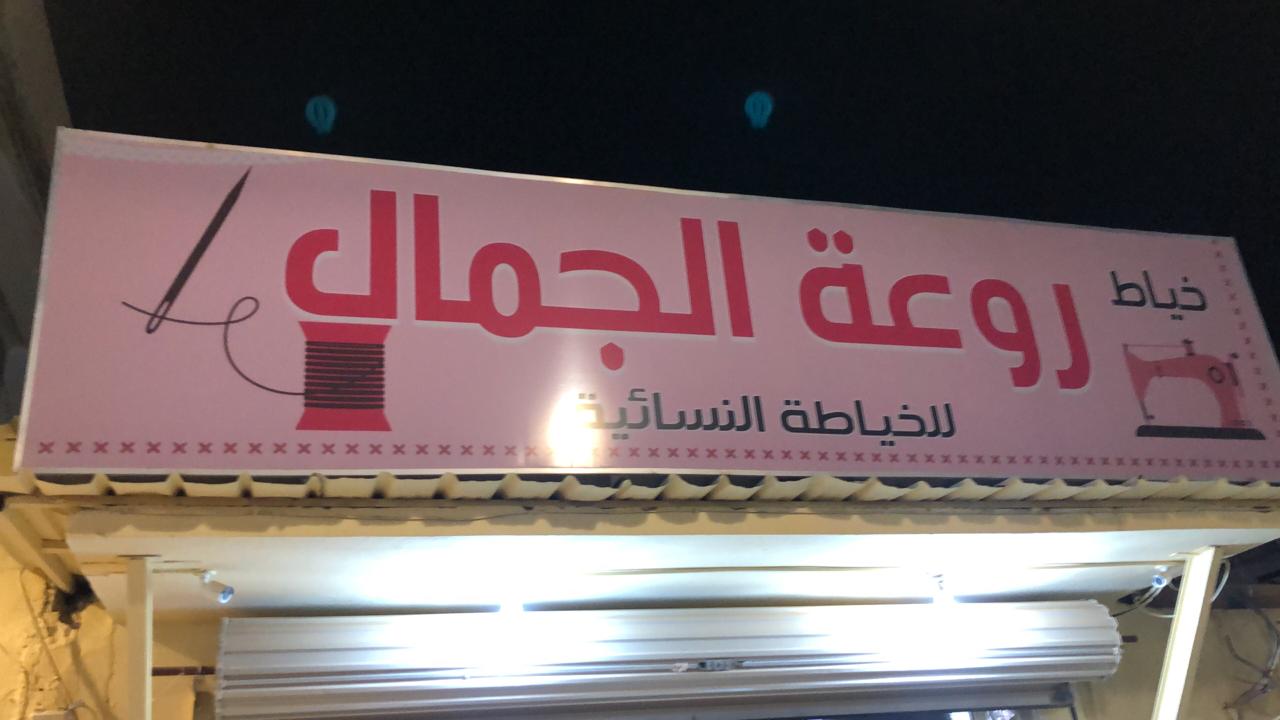 خياط
روعة الجمال
للخياطة النسائية